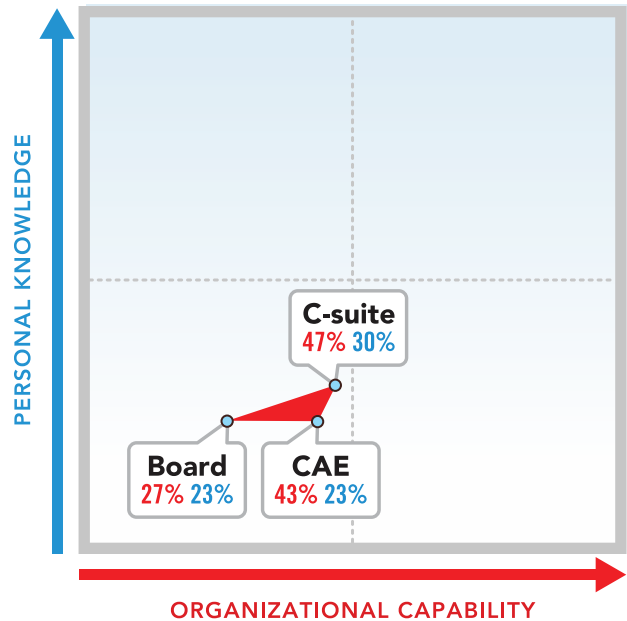 PERSONAL KNOWLEDGE
C-suite
47% 30%
Board
27% 23%
CAE
43% 23%
ORGANIZATIONAL CAPABILITY